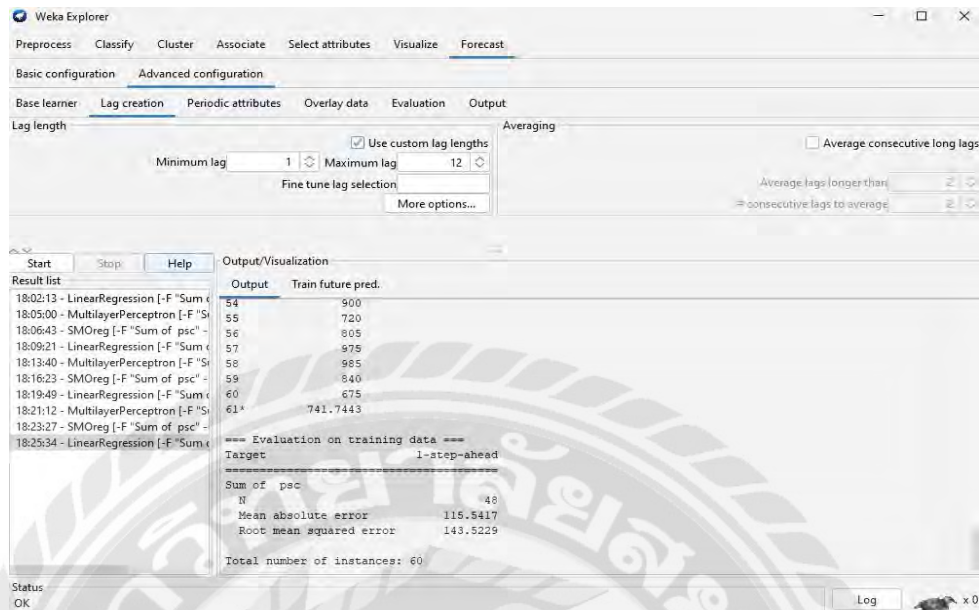 Weka Explorer
Preprocess Classify Cluster Associate Select attributes Visualize Forecast
Basic configuration Advanced configuration
Base learner Lag creation Periodic attributes Overlay data Evaluation Output
Lag length
Use custom lag lengths
Minimum lag 1 Maximum lag 12
Fine tune lag selection
More options...
Averaging
Average consecutive long lags
Average lags longer than 2
# consecutive lags to average 2
Start Stop Help
Result list
18:02:13 - LinearRegression [-F "Sum
18:05:00 - MultilayerPerceptron [-F "S
18:06:43 - SMOreg [-F "Sum of psc" -
18:09:21 - LinearRegression [-F "Sum
18:13:40 - MultilayerPerceptron [-F "S
18:16:23 - SMOreg [-F "Sum of psc" -
18:19:49 - LinearRegression [-F "Sum
18:21:12 - MultilayerPerceptron [-F "S
18:23:27 - SMOreg [-F "Sum of psc" -
18:25:34 - LinearRegression [-F "Sum
Output/Visualization
Output Train future pred.
54 900
55 720
56 805
57 975
58 985
59 840
60 675
61* 741.7443
=== Evaluation on training data ===
Target 1-step-ahead
=======================================
Sum of psc
N 48
Mean absolute error 115.5417
Root mean squared error 143.5229
Total number of instances: 60
Status
OK
Log
x 0